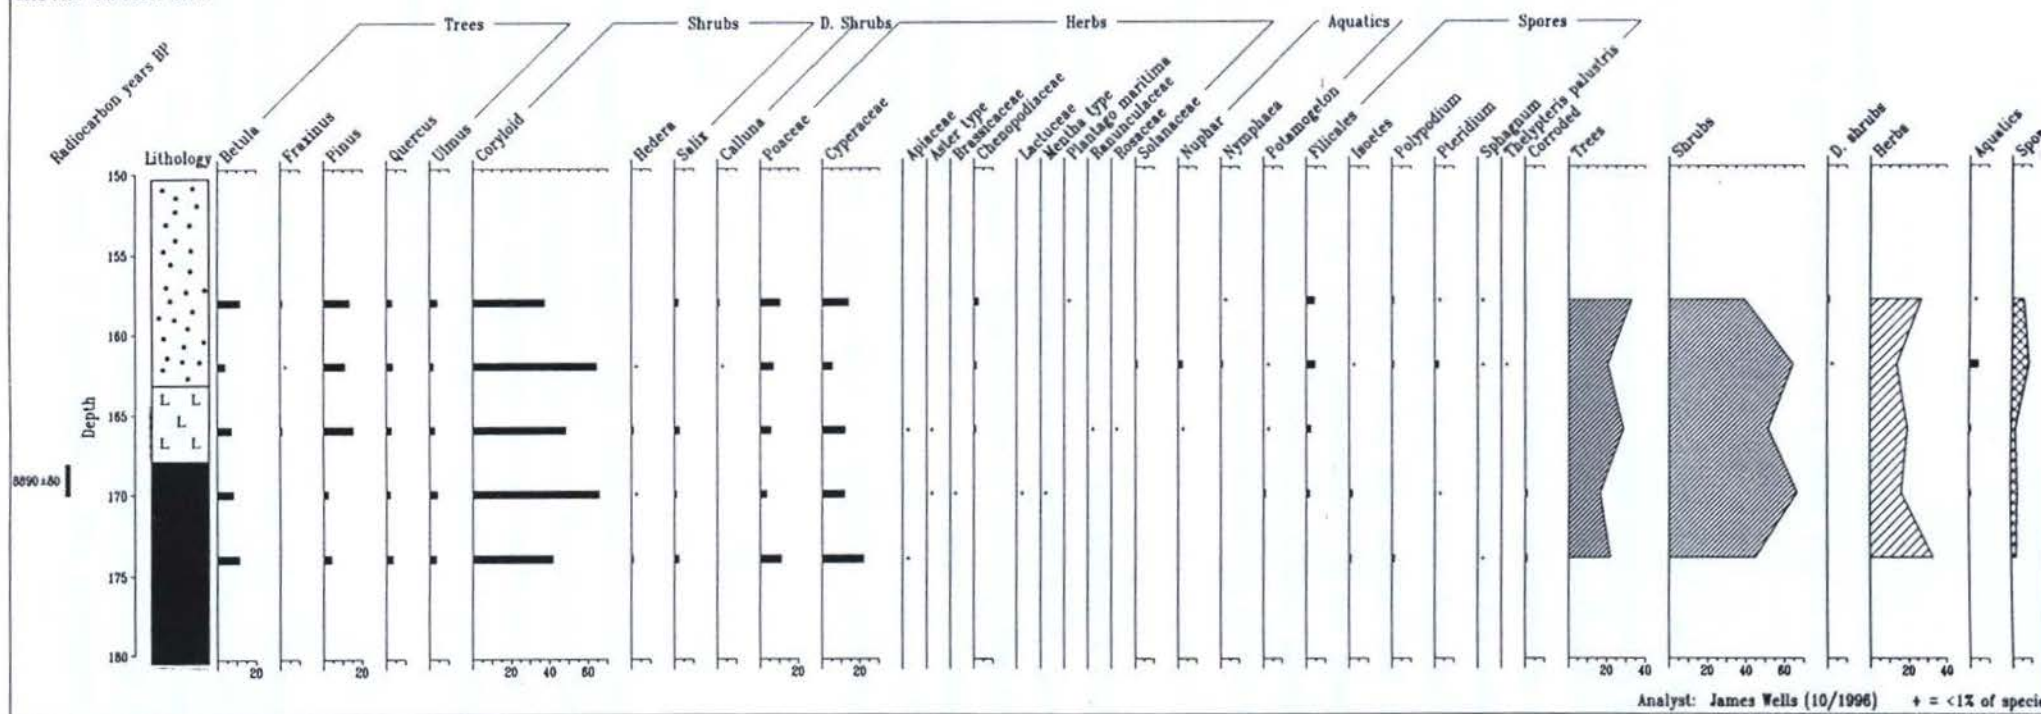 Trees Shrubs D. Shrubs Herbs Aquatics Spores
Radiocarbon years BP
Lithology Betula Fraxinus Pinus Quercus Ulmus Coryloid Hedera Salix Calluna Poaceae Cyperaceae Apiaceae Aster type Brassicaceae Chenopodiaceae Lactuceae Mentha type Plantago maritima Ranunculaceae Rosaceae Solanaceae Nuphar Nymphaea Potamogeton Filicales Isoetes Polypodium Pteridium Sphagnum Thelypteris palustris Corroded Trees Shrubs D. shrubs Herbs Aquatics Spor
150
155
160
L L
165 L
Depth
L L
8890±80 170
175
180
20 20 20 40 60 20 20 40 20 40 60 20 40
Analyst: James Wells (10/1996) + = <1% of specie